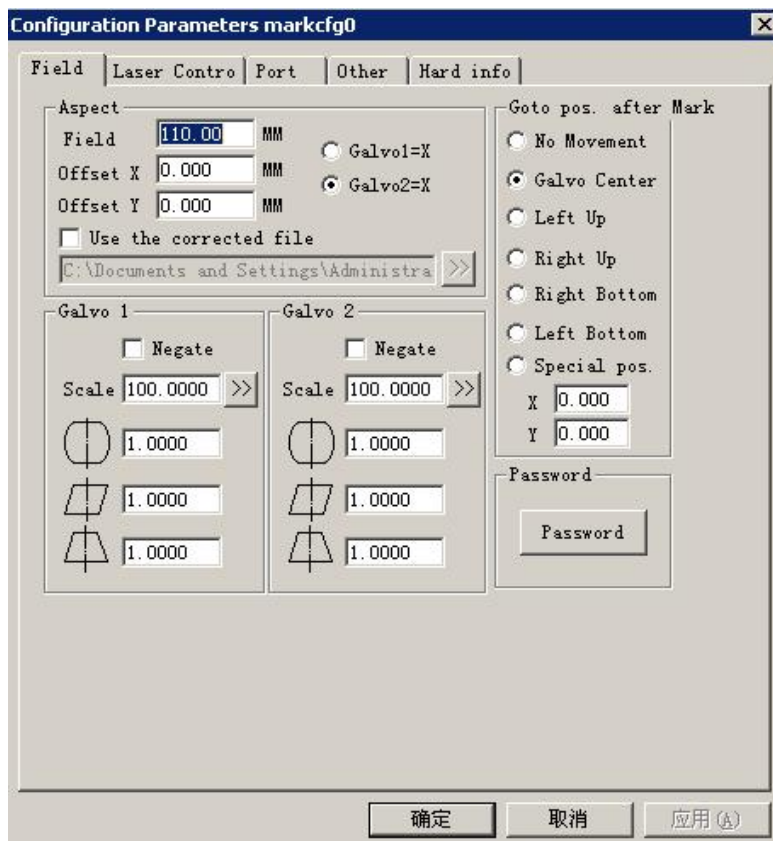 Configuration Parameters markcfg0
Field
Laser Contro
Port
Other
Hard info
Aspect
Field 110.00 MM
Offset X 0.000 MM
Offset Y 0.000 MM
Galvo1=X
Galvo2=X
Use the corrected file
C:\Documents and Settings\Administra >>
Galvo 1
Negate
Scale 100.0000 >>
1.0000
1.0000
1.0000
Galvo 2
Negate
Scale 100.0000 >>
1.0000
1.0000
1.0000
Goto pos. after Mark
No Movement
Galvo Center
Left Up
Right Up
Right Bottom
Left Bottom
Special pos.
X 0.000
Y 0.000
Password
Password
确定
取消
应用(A)